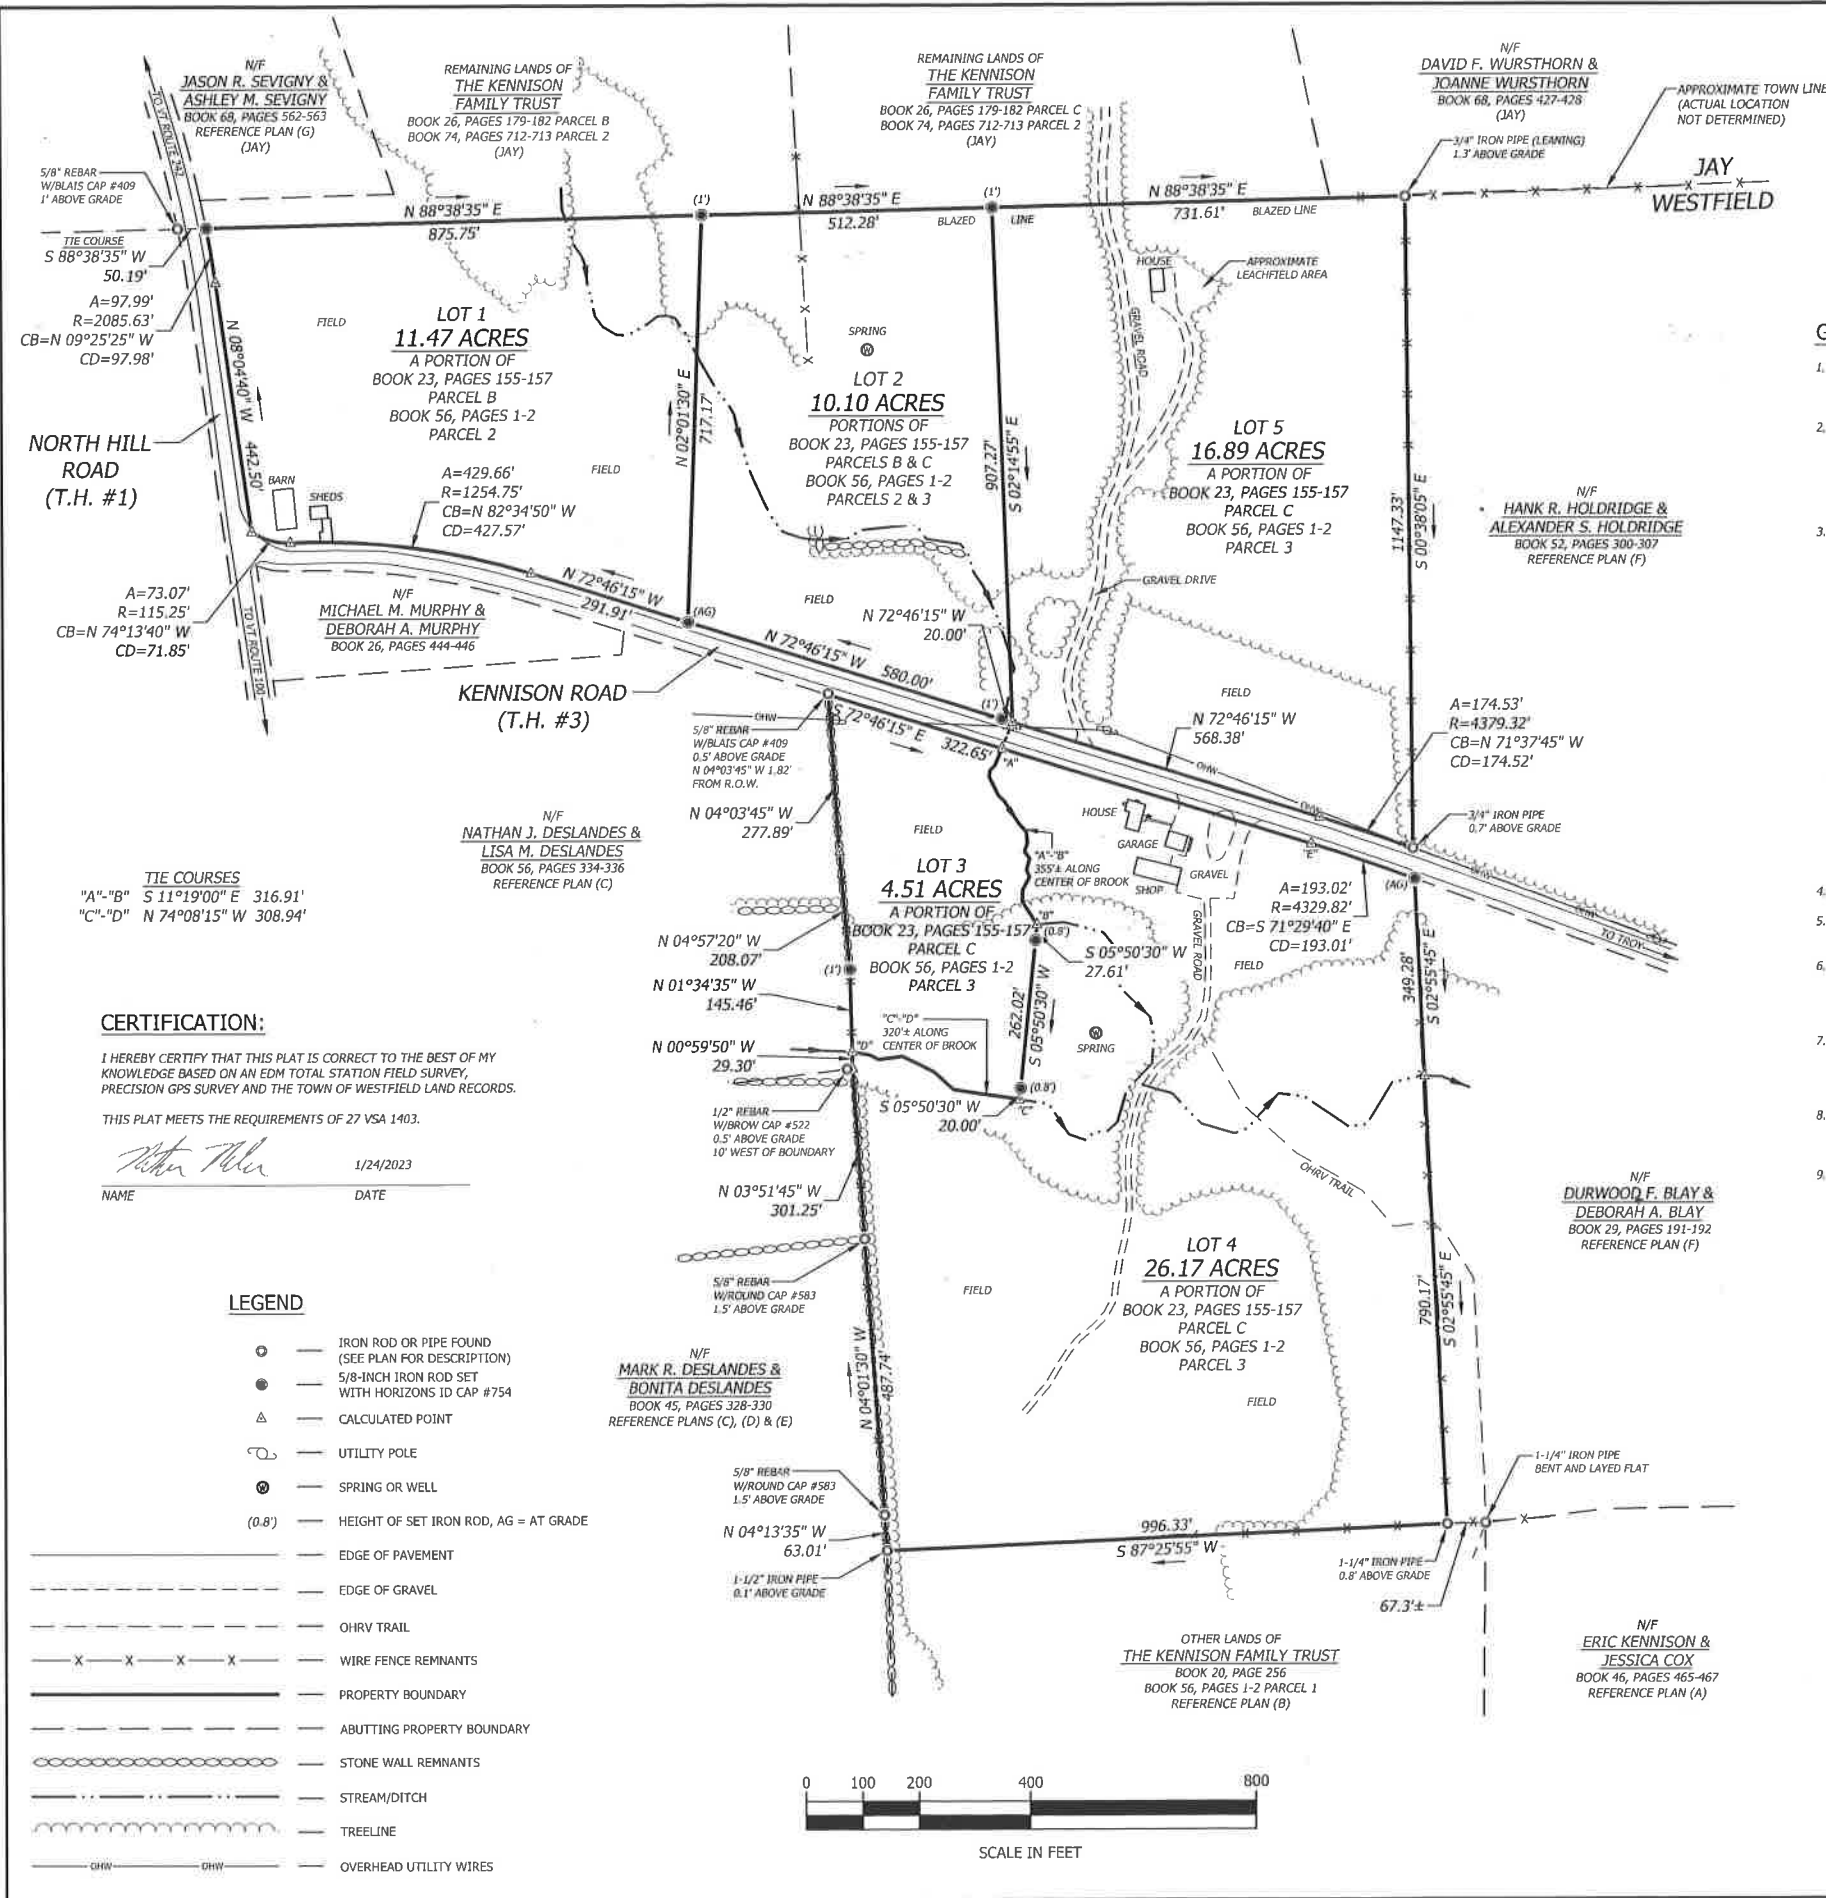 N/F
JASON R. SEVIGNY &
ASHLEY M. SEVIGNY
BOOK 68, PAGES 562-563
REFERENCE PLAN (G)
(JAY)
REMAINING LANDS OF
THE KENNISON
FAMILY TRUST
BOOK 26, PAGES 179-182 PARCEL B
BOOK 74, PAGES 712-713 PARCEL 2
(JAY)
REMAINING LANDS OF
THE KENNISON
FAMILY TRUST
BOOK 26, PAGES 179-182 PARCEL C
BOOK 74, PAGES 712-713 PARCEL 2
(JAY)
N/F
DAVID F. WURSTHORN &
JOANNE WURSTHORN
BOOK 68, PAGES 427-428
(JAY)
APPROXIMATE TOWN LINE
(ACTUAL LOCATION
NOT DETERMINED)
3/4" IRON PIPE (LEANING)
1.3' ABOVE GRADE
JAY
WESTFIELD
TO VT ROUTE 242
5/8" REBAR
W/BLAIS CAP #409
1' ABOVE GRADE
TIE COURSE
S 88°38'35" W
50.19'
A=97.99'
R=2085.63'
CB=N 09°25'25" W
CD=97.98'
N 88°38'35" E
875.75'
(1')
N 88°38'35" E
512.28'
BLAZED LINE
(1')
N 88°38'35" E
731.61'
BLAZED LINE
HOUSE
APPROXIMATE
LEACHFIELD AREA
GRAVEL ROAD
FIELD
LOT 1
11.47 ACRES
A PORTION OF
BOOK 23, PAGES 155-157
PARCEL B
BOOK 56, PAGES 1-2
PARCEL 2
N 08°04'40" W 442.50'
NORTH HILL
ROAD
(T.H. #1)
BARN
SHEDS
A=429.66'
R=1254.75'
CB=N 82°34'50" W
CD=427.57'
FIELD
N 02°01'30" E
717.17'
SPRING
W
LOT 2
10.10 ACRES
PORTIONS OF
BOOK 23, PAGES 155-157
PARCELS B & C
BOOK 56, PAGES 1-2
PARCELS 2 & 3
FIELD
907.27'
S 02°14'55" E
LOT 5
16.89 ACRES
A PORTION OF
BOOK 23, PAGES 155-157
PARCEL C
BOOK 56, PAGES 1-2
PARCEL 3
GRAVEL DRIVE
1147.33'
S 00°38'05" E
N/F
HANK R. HOLDRIDGE &
ALEXANDER S. HOLDRIDGE
BOOK 52, PAGES 300-307
REFERENCE PLAN (F)
G
1.
2.
3.
4.
5.
6.
7.
8.
9.
A=73.07'
R=115.25'
CB=N 74°13'40" W
CD=71.85'
TO VT ROUTE 100
N/F
MICHAEL M. MURPHY &
DEBORAH A. MURPHY
BOOK 26, PAGES 444-446
N 72°46'15" W
291.91'
(AG)
KENNISON ROAD
(T.H. #3)
N 72°46'15" W 580.00'
N 72°46'15" W
20.00'
(1')
FIELD
N 72°46'15" W
568.38'
A=174.53'
R=4379.32'
CB=N 71°37'45" W
CD=174.52'
3/4" IRON PIPE
0.7' ABOVE GRADE
OHW
5/8" REBAR
W/BLAIS CAP #409
0.5' ABOVE GRADE
N 04°03'45" W 1.82'
FROM R.O.W.
S 72°46'15" E 322.65'
"A"
OHW
OHW
OHW
OHW
TO TROY
N 04°03'45" W
277.89'
N/F
NATHAN J. DESLANDES &
LISA M. DESLANDES
BOOK 56, PAGES 334-336
REFERENCE PLAN (C)
FIELD
LOT 3
4.51 ACRES
A PORTION OF
BOOK 23, PAGES 155-157
PARCEL C
BOOK 56, PAGES 1-2
PARCEL 3
HOUSE
GARAGE
SHOP
GRAVEL
"E"
(AG)
"A"-"B"
355'± ALONG
CENTER OF BROOK
A=193.02'
R=4329.82'
CB=S 71°29'40" E
CD=193.01'
TIE COURSES
"A"-"B" S 11°19'00" E 316.91'
"C"-"D" N 74°08'15" W 308.94'
"B"
(0.8')
S 05°50'30" W
27.61'
GRAVEL ROAD
FIELD
349.28'
S 02°55'45" E
N 04°57'20" W
208.07'
(1')
N 01°34'35" W
145.46'
N 00°59'50" W
29.30'
"D"
"C"-"D"
320'± ALONG
CENTER OF BROOK
262.02'
S 05°50'30" W
W
SPRING
(0.8')
"C"
S 05°50'30" W
20.00'
1/2" REBAR
W/BROW CAP #522
0.5' ABOVE GRADE
10' WEST OF BOUNDARY
N 03°51'45" W
301.25'
CERTIFICATION:
I HEREBY CERTIFY THAT THIS PLAT IS CORRECT TO THE BEST OF MY
KNOWLEDGE BASED ON AN EDM TOTAL STATION FIELD SURVEY,
PRECISION GPS SURVEY AND THE TOWN OF WESTFIELD LAND RECORDS.
THIS PLAT MEETS THE REQUIREMENTS OF 27 VSA 1403.
1/24/2023
NAME DATE
OHRV TRAIL
N/F
DURWOOD F. BLAY &
DEBORAH A. BLAY
BOOK 29, PAGES 191-192
REFERENCE PLAN (F)
LOT 4
26.17 ACRES
A PORTION OF
BOOK 23, PAGES 155-157
PARCEL C
BOOK 56, PAGES 1-2
PARCEL 3
FIELD
FIELD
790.17'
S 02°55'45" E
5/8" REBAR
W/ROUND CAP #583
1.5' ABOVE GRADE
N/F
MARK R. DESLANDES &
BONITA DESLANDES
BOOK 45, PAGES 328-330
REFERENCE PLANS (C), (D) & (E)
N 04°01'30" W
487.74'
5/8" REBAR
W/ROUND CAP #583
1.5' ABOVE GRADE
N 04°13'35" W
63.01'
1-1/2" IRON PIPE
0.1' ABOVE GRADE
996.33'
S 87°25'55" W
1-1/4" IRON PIPE
BENT AND LAYED FLAT
1-1/4" IRON PIPE
0.8' ABOVE GRADE
67.3'±
OTHER LANDS OF
THE KENNISON FAMILY TRUST
BOOK 20, PAGE 256
BOOK 56, PAGES 1-2 PARCEL 1
REFERENCE PLAN (B)
N/F
ERIC KENNISON &
JESSICA COX
BOOK 46, PAGES 465-467
REFERENCE PLAN (A)
LEGEND
IRON ROD OR PIPE FOUND
(SEE PLAN FOR DESCRIPTION)
5/8-INCH IRON ROD SET
WITH HORIZONS ID CAP #754
CALCULATED POINT
UTILITY POLE
W SPRING OR WELL
(0.8') HEIGHT OF SET IRON ROD, AG = AT GRADE
EDGE OF PAVEMENT
EDGE OF GRAVEL
OHRV TRAIL
X X X X WIRE FENCE REMNANTS
PROPERTY BOUNDARY
ABUTTING PROPERTY BOUNDARY
STONE WALL REMNANTS
STREAM/DITCH
TREELINE
OHW OHW OVERHEAD UTILITY WIRES
0 100 200 400 800
SCALE IN FEET